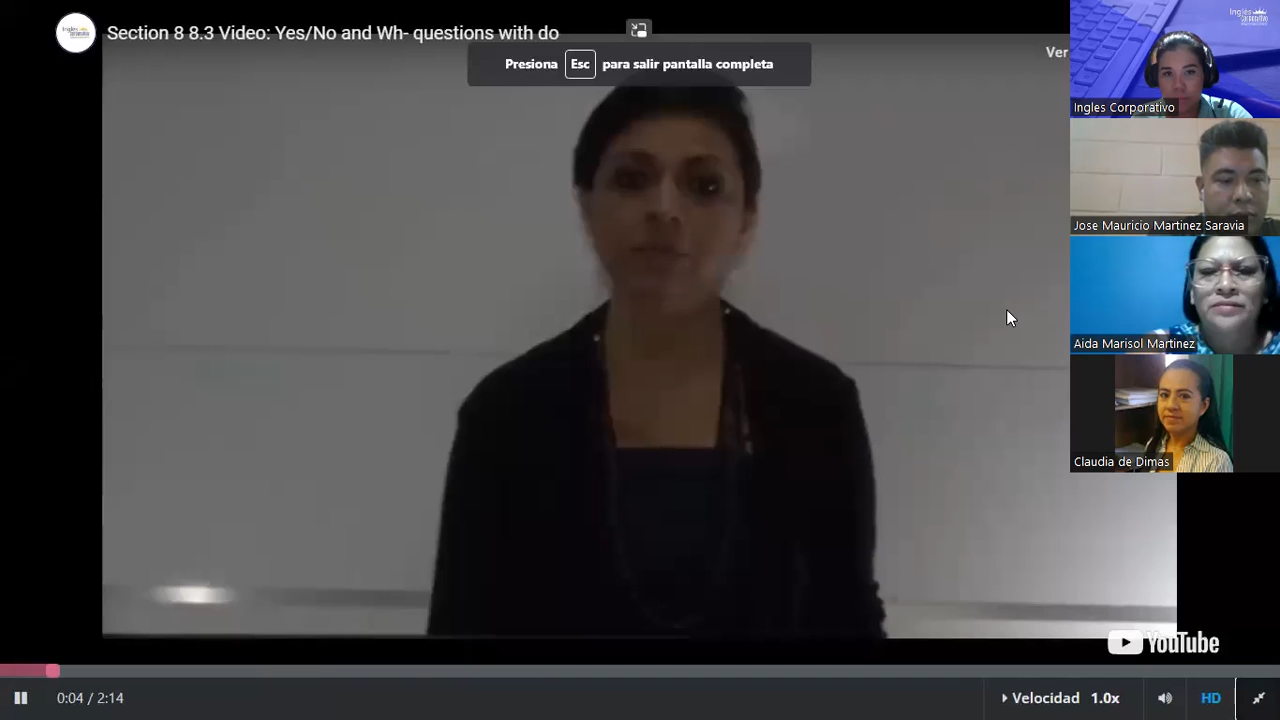 Section 8 8.3 Video: Yes/No and Wh- questions with do
Presiona Esc para salir pantalla completa
Ver
Ingles Corporativo
Jose Mauricio Martinez Saravia
Aida Marisol Martinez
Claudia de Dimas
YouTube
0:04 / 2:14
Velocidad 1.0x
HD